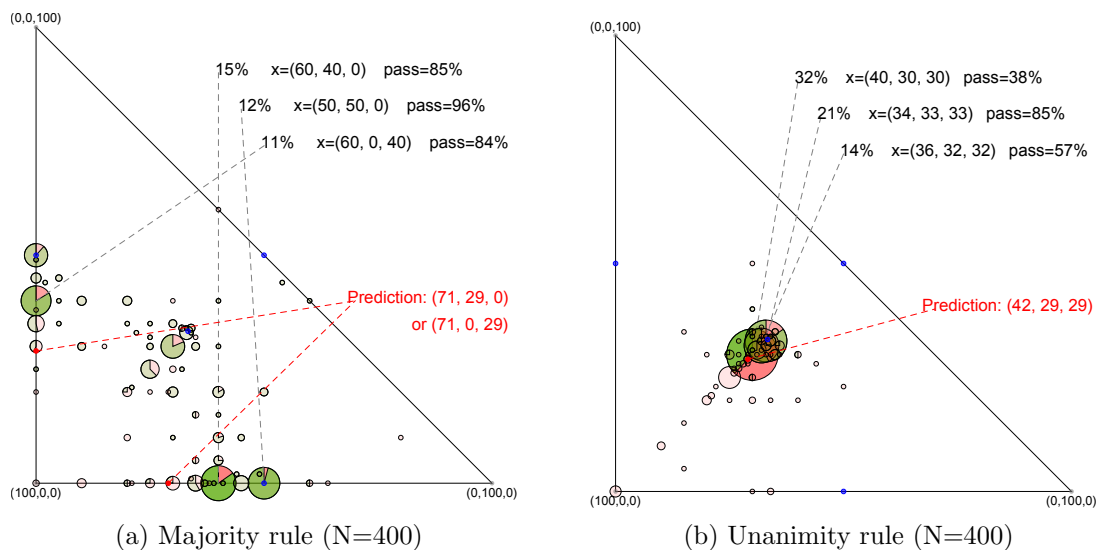 (0,0,100)
15% x=(60, 40, 0) pass=85%
12% x=(50, 50, 0) pass=96%
11% x=(60, 0, 40) pass=84%
Prediction: (71, 29, 0)
or (71, 0, 29)
(100,0,0)
(0,100,0)
(a) Majority rule (N=400)
(0,0,100)
32% x=(40, 30, 30) pass=38%
21% x=(34, 33, 33) pass=85%
14% x=(36, 32, 32) pass=57%
Prediction: (42, 29, 29)
(100,0,0)
(0,100,0)
(b) Unanimity rule (N=400)